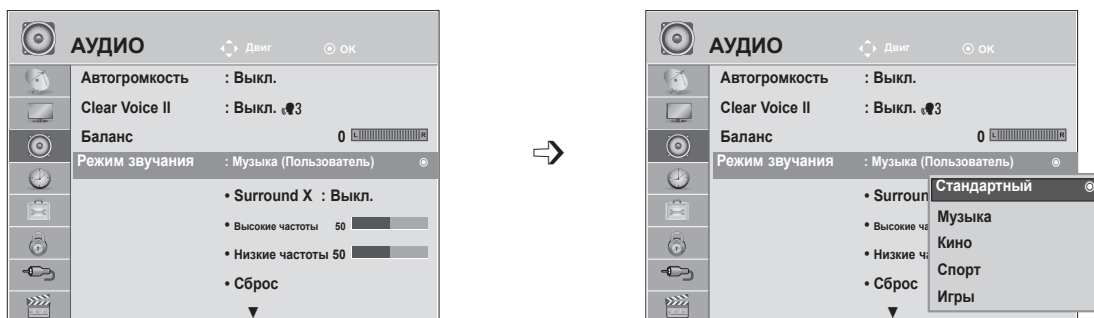 АУДИО Двиг OK
Автогромкость : Выкл.
Clear Voice II : Выкл. 3
Баланс 0 L R
Режим звучания : Музыка (Пользователь)
• Surround X : Выкл.
• Высокие частоты 50
• Низкие частоты 50
• Сброс
АУДИО Двиг OK
Автогромкость : Выкл.
Clear Voice II : Выкл. 3
Баланс 0 L R
Режим звучания : Музыка (Пользователь)
• Surroun
• Высокие ча
• Низкие ча
• Сброс
Стандартный
Музыка
Кино
Спорт
Игры